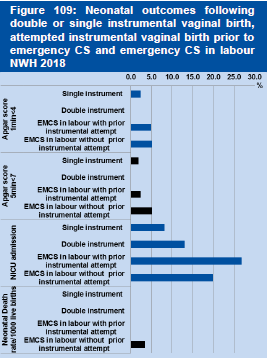 Figure 109: Neonatal outcomes following
double or single instrumental vaginal birth,
attempted instrumental vaginal birth prior to
emergency CS and emergency CS in labour
NWH 2018
0.0 5.0 10.0 15.0 20.0 25.0 30.0
%
Apgar score
1min<4
Single instrument
Double instrument
EMCS in labour with prior
instrumental attempt
EMCS in labour without prior
instrumental attempt
Apgar score
5min<7
Single instrument
Double instrument
EMCS in labour with prior
instrumental attempt
EMCS in labour without prior
instrumental attempt
NICU admission
Single instrument
Double instrument
EMCS in labour with prior
instrumental attempt
EMCS in labour without prior
instrumental attempt
Neonatal Death
rate/1000 live births
Single instrument
Double instrument
EMCS in labour with prior
instrumental attempt
EMCS in labour without prior
instrumental attempt